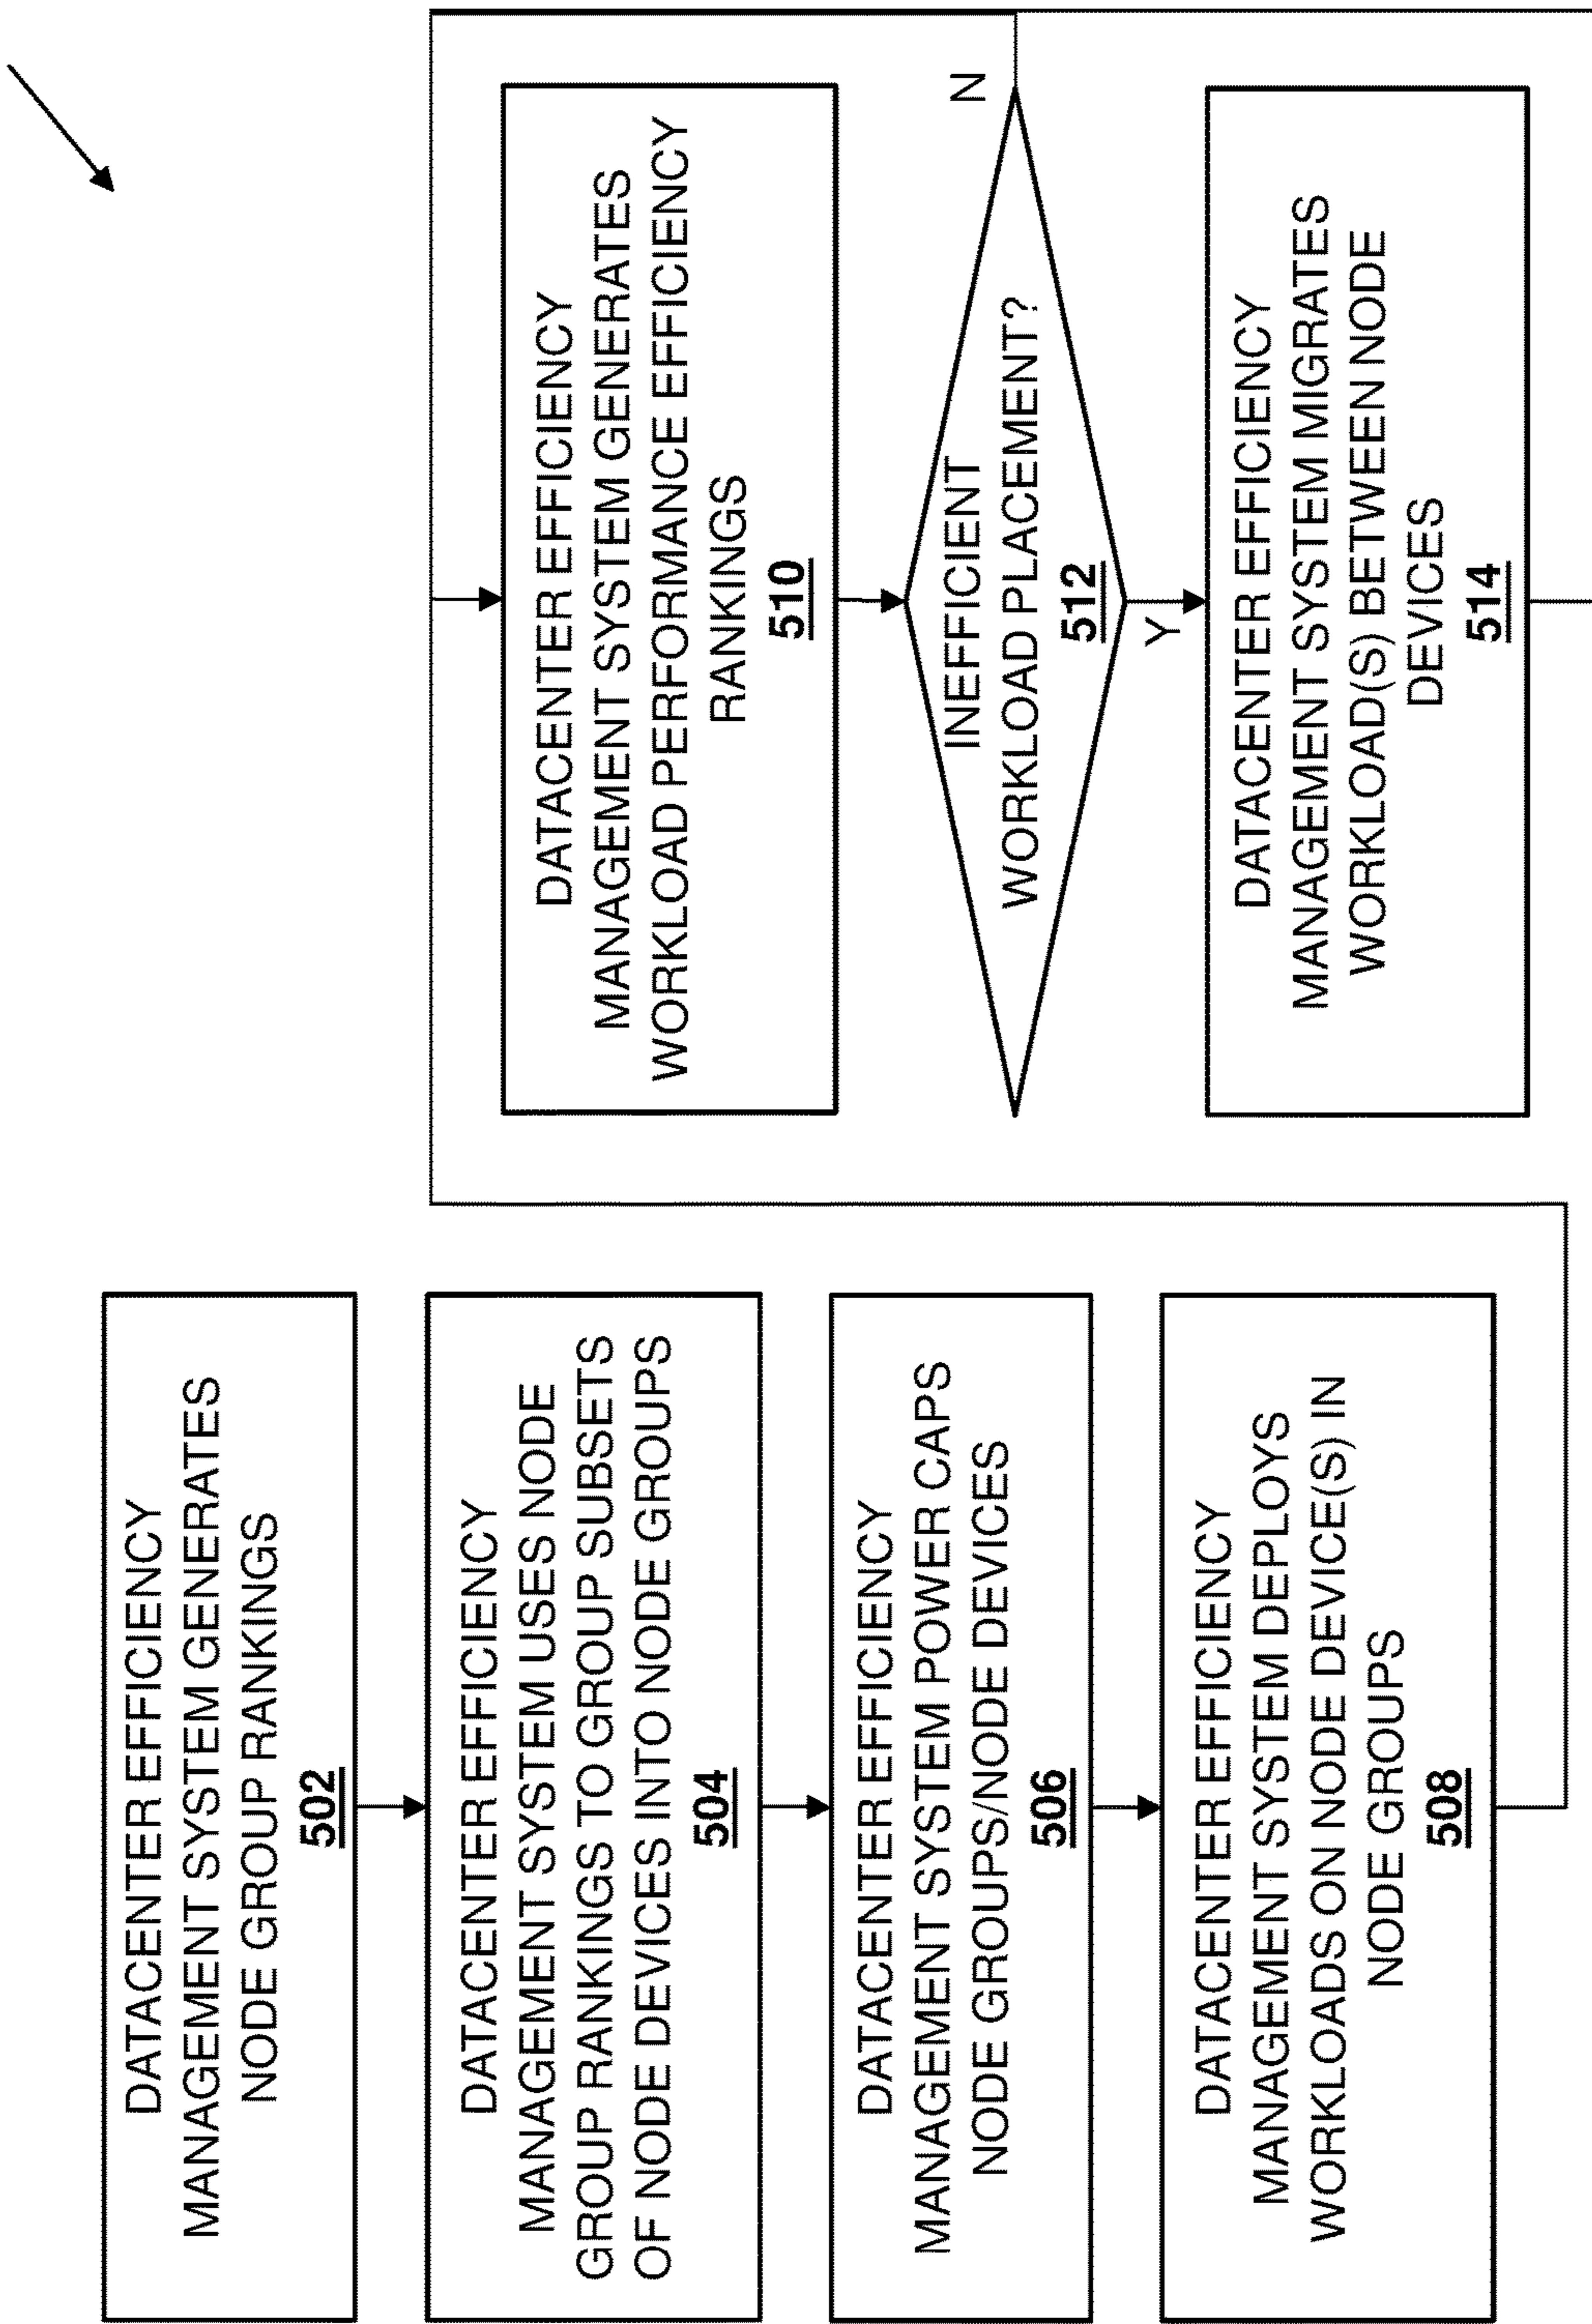 DATACENTER EFFICIENCY
MANAGEMENT SYSTEM GENERATES
NODE GROUP RANKINGS
502
DATACENTER EFFICIENCY
MANAGEMENT SYSTEM USES NODE
GROUP RANKINGS TO GROUP SUBSETS
OF NODE DEVICES INTO NODE GROUPS
504
DATACENTER EFFICIENCY
MANAGEMENT SYSTEM POWER CAPS
NODE GROUPS/NODE DEVICES
506
DATACENTER EFFICIENCY
MANAGEMENT SYSTEM DEPLOYS
WORKLOADS ON NODE DEVICE(S) IN
NODE GROUPS
508
DATACENTER EFFICIENCY
MANAGEMENT SYSTEM GENERATES
WORKLOAD PERFORMANCE EFFICIENCY
RANKINGS
510
INEFFICIENT
WORKLOAD PLACEMENT?
512
N
Y
DATACENTER EFFICIENCY
MANAGEMENT SYSTEM MIGRATES
WORKLOAD(S) BETWEEN NODE
DEVICES
514